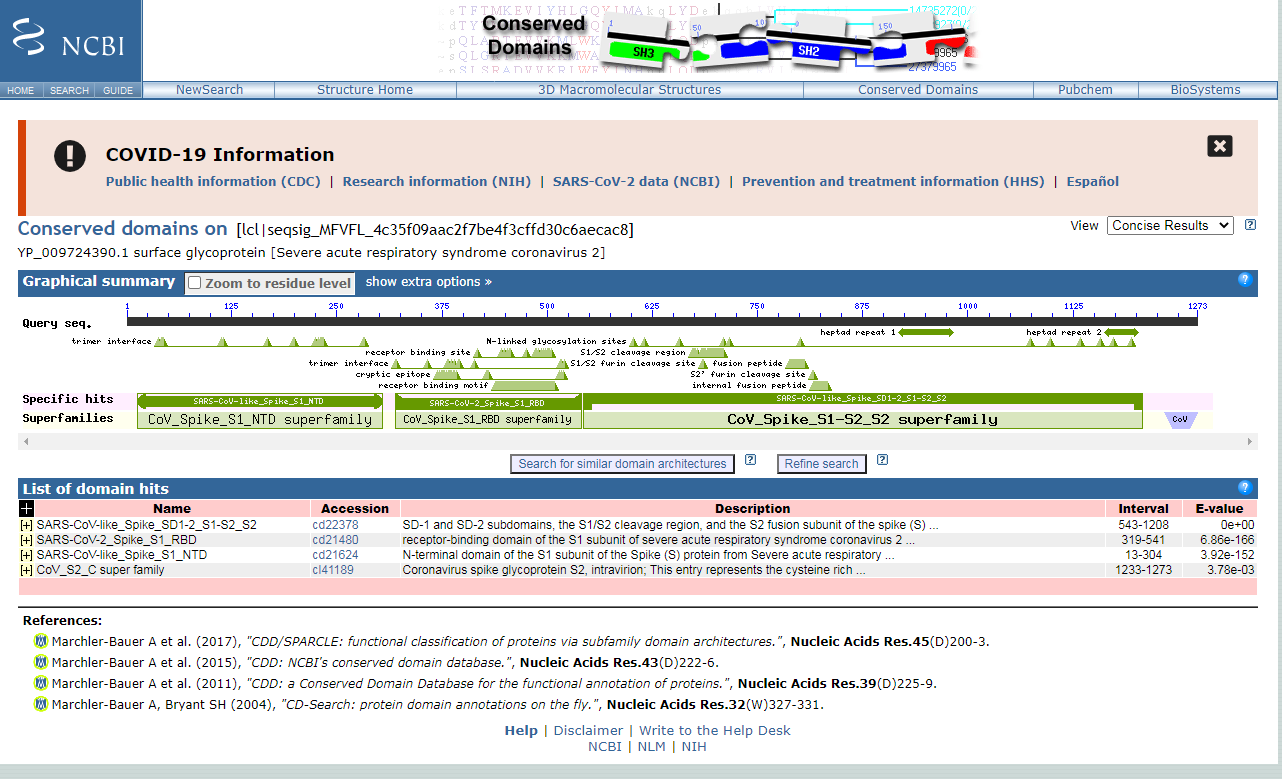 NCBI
Conserved
Domains
SH3
SH2
HOME SEARCH GUIDE NewSearch Structure Home 3D Macromolecular Structures Conserved Domains Pubchem BioSystems
COVID-19 Information
Public health information (CDC) | Research information (NIH) | SARS-CoV-2 data (NCBI) | Prevention and treatment information (HHS) | Español
Conserved domains on [lcl|seqsig_MFVFL_4c35f09aac2f7be4f3cffd30c6aecac8]
View Concise Results ?
YP_009724390.1 surface glycoprotein [Severe acute respiratory syndrome coronavirus 2]
Graphical summary Zoom to residue level show extra options » ?
1 125 250 375 500 625 750 875 1000 1125 1273
Query seq.
heptad repeat 1 heptad repeat 2
trimer interface N-linked glycosylation sites
receptor binding site S1/S2 cleavage region
trimer interface S1/S2 furin cleavage site fusion peptide
cryptic epitope S2' furin cleavage site
receptor binding motif internal fusion peptide
Specific hits SARS-CoV-like_Spike_S1_NTD SARS-CoV-2_Spike_S1_RBD SARS-CoV-like_Spike_SD1-2_S1-S2_S2
Superfamilies CoV_Spike_S1_NTD superfamily CoV_Spike_S1_RBD superfamily CoV_Spike_S1-S2_S2 superfamily CoV
Search for similar domain architectures ? Refine search ?
List of domain hits ?
Name Accession Description Interval E-value
[+] SARS-CoV-like_Spike_SD1-2_S1-S2_S2 cd22378 SD-1 and SD-2 subdomains, the S1/S2 cleavage region, and the S2 fusion subunit of the spike (S) ... 543-1208 0e+00
[+] SARS-CoV-2_Spike_S1_RBD cd21480 receptor-binding domain of the S1 subunit of severe acute respiratory syndrome coronavirus 2 ... 319-541 6.86e-166
[+] SARS-CoV-like_Spike_S1_NTD cd21624 N-terminal domain of the S1 subunit of the Spike (S) protein from Severe acute respiratory ... 13-304 3.92e-152
[+] CoV_S2_C super family cl41189 Coronavirus spike glycoprotein S2, intravirion; This entry represents the cysteine rich ... 1233-1273 3.78e-03
References:
Marchler-Bauer A et al. (2017), "CDD/SPARCLE: functional classification of proteins via subfamily domain architectures.", Nucleic Acids Res.45(D)200-3.
Marchler-Bauer A et al. (2015), "CDD: NCBI's conserved domain database.", Nucleic Acids Res.43(D)222-6.
Marchler-Bauer A et al. (2011), "CDD: a Conserved Domain Database for the functional annotation of proteins.", Nucleic Acids Res.39(D)225-9.
Marchler-Bauer A, Bryant SH (2004), "CD-Search: protein domain annotations on the fly.", Nucleic Acids Res.32(W)327-331.
Help | Disclaimer | Write to the Help Desk
NCBI | NLM | NIH